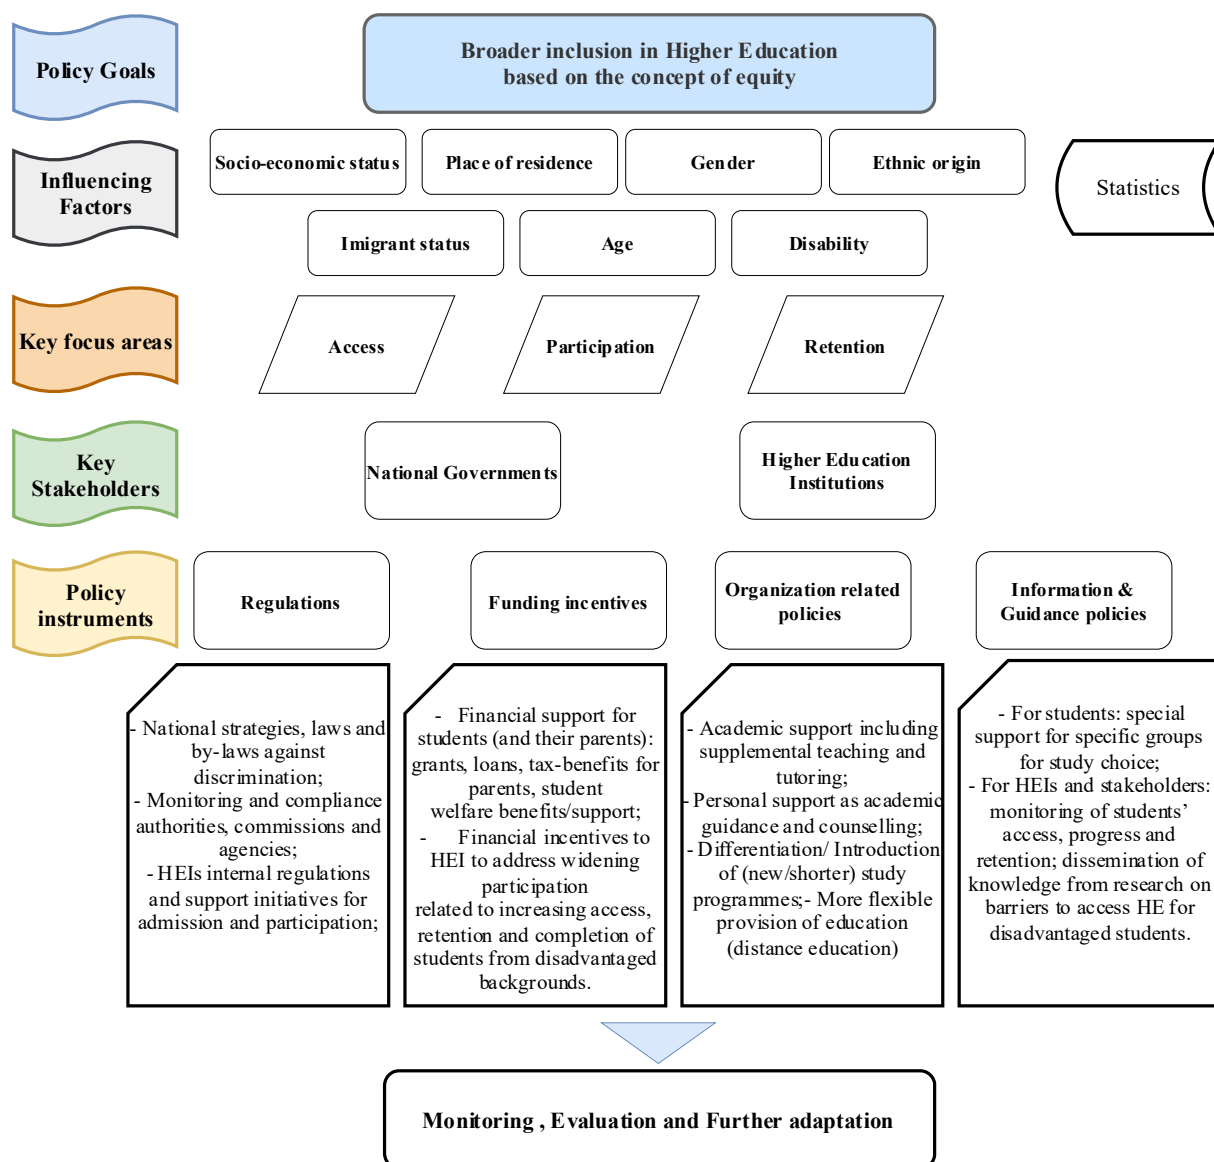 Policy Goals
Broader inclusion in Higher Education
based on the concept of equity
Influencing
Factors
Socio-economic status
Place of residence
Gender
Ethnic origin
Statistics
Imigrant status
Age
Disability
Key focus areas
Access
Participation
Retention
Key
Stakeholders
National Governments
Higher Education
Institutions
Policy
instruments
Regulations
Funding incentives
Organization related
policies
Information &
Guidance policies
- National strategies, laws and
by-laws against
discrimination;
- Monitoring and compliance
authorities, commissions and
agencies;
- HEIs internal regulations
and support initiatives for
admission and participation;
- Financial support for
students (and their parents):
grants, loans, tax-benefits for
parents, student
welfare benefits/support;
- Financial incentives to
HEI to address widening
participation
related to increasing access,
retention and completion of
students from disadvantaged
backgrounds.
- Academic support including
supplemental teaching and
tutoring;
- Personal support as academic
guidance and counselling;
- Differentiation/ Introduction
of (new/shorter) study
programmes;- More flexible
provision of education
(distance education)
- For students: special
support for specific groups
for study choice;
- For HEIs and stakeholders:
monitoring of students’
access, progress and
retention; dissemination of
knowledge from research on
barriers to access HE for
disadvantaged students.
Monitoring , Evaluation and Further adaptation